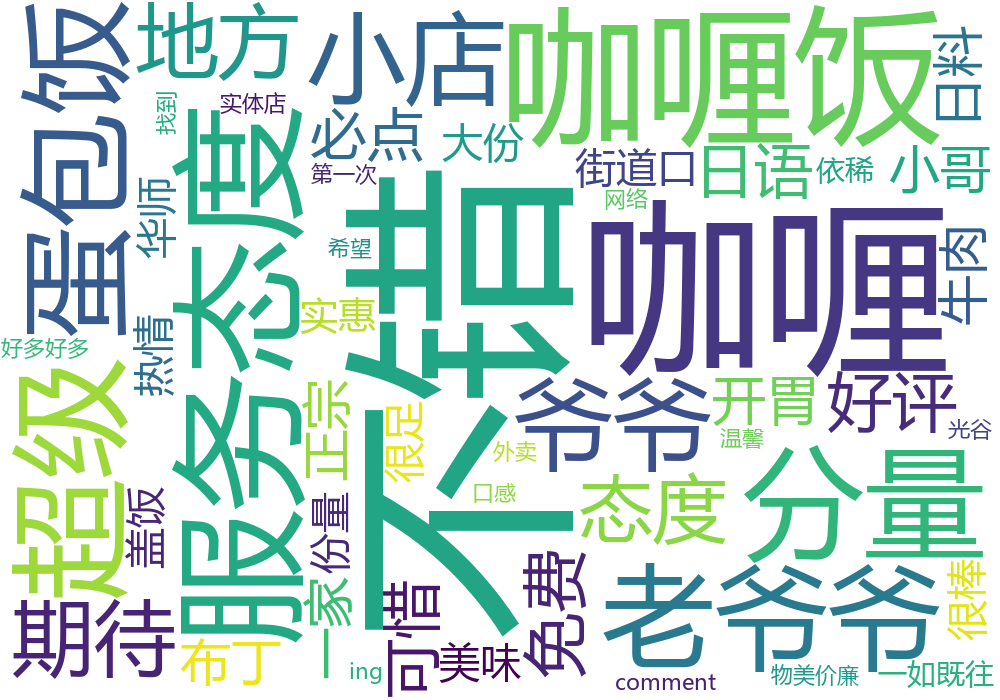 蛋包饭
地方
小店
咖喱饭
日料
找到
实体店
必点
大份
街道口
日语
依稀
小哥
第一次
网络
华师
服务态度
不错
咖喱
希望
牛肉
实惠
好多好多
热情
超级
正宗
很足
爷爷
开胃
好评
外卖
温馨
光谷
口感
态度
分量
盖饭
份量
免费
老爷爷
很棒
期待
布丁
一家
可惜
美味
ing
comment
物美价廉
一如既往